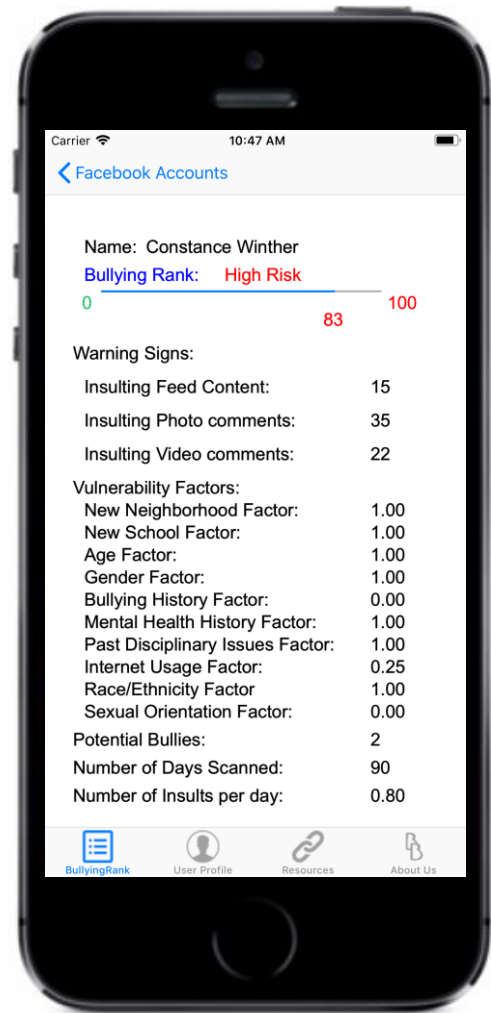 Carrier 10:47 AM
Facebook Accounts
Name: Constance Winther
Bullying Rank: High Risk
0 100
83
Warning Signs:
Insulting Feed Content: 15
Insulting Photo comments: 35
Insulting Video comments: 22
Vulnerability Factors:
New Neighborhood Factor: 1.00
New School Factor: 1.00
Age Factor: 1.00
Gender Factor: 1.00
Bullying History Factor: 0.00
Mental Health History Factor: 1.00
Past Disciplinary Issues Factor: 1.00
Internet Usage Factor: 0.25
Race/Ethnicity Factor 1.00
Sexual Orientation Factor: 0.00
Potential Bullies: 2
Number of Days Scanned: 90
Number of Insults per day: 0.80
BullyingRank User Profile Resources About Us